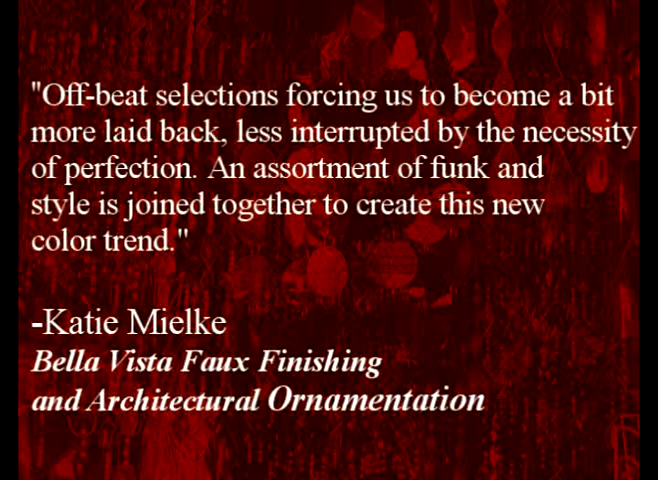 "Off-beat selections forcing us to become a bit
more laid back, less interrupted by the necessity
of perfection. An assortment of funk and
style is joined together to create this new
color trend."
-Katie Mielke
Bella Vista Faux Finishing
and Architectural Ornamentation